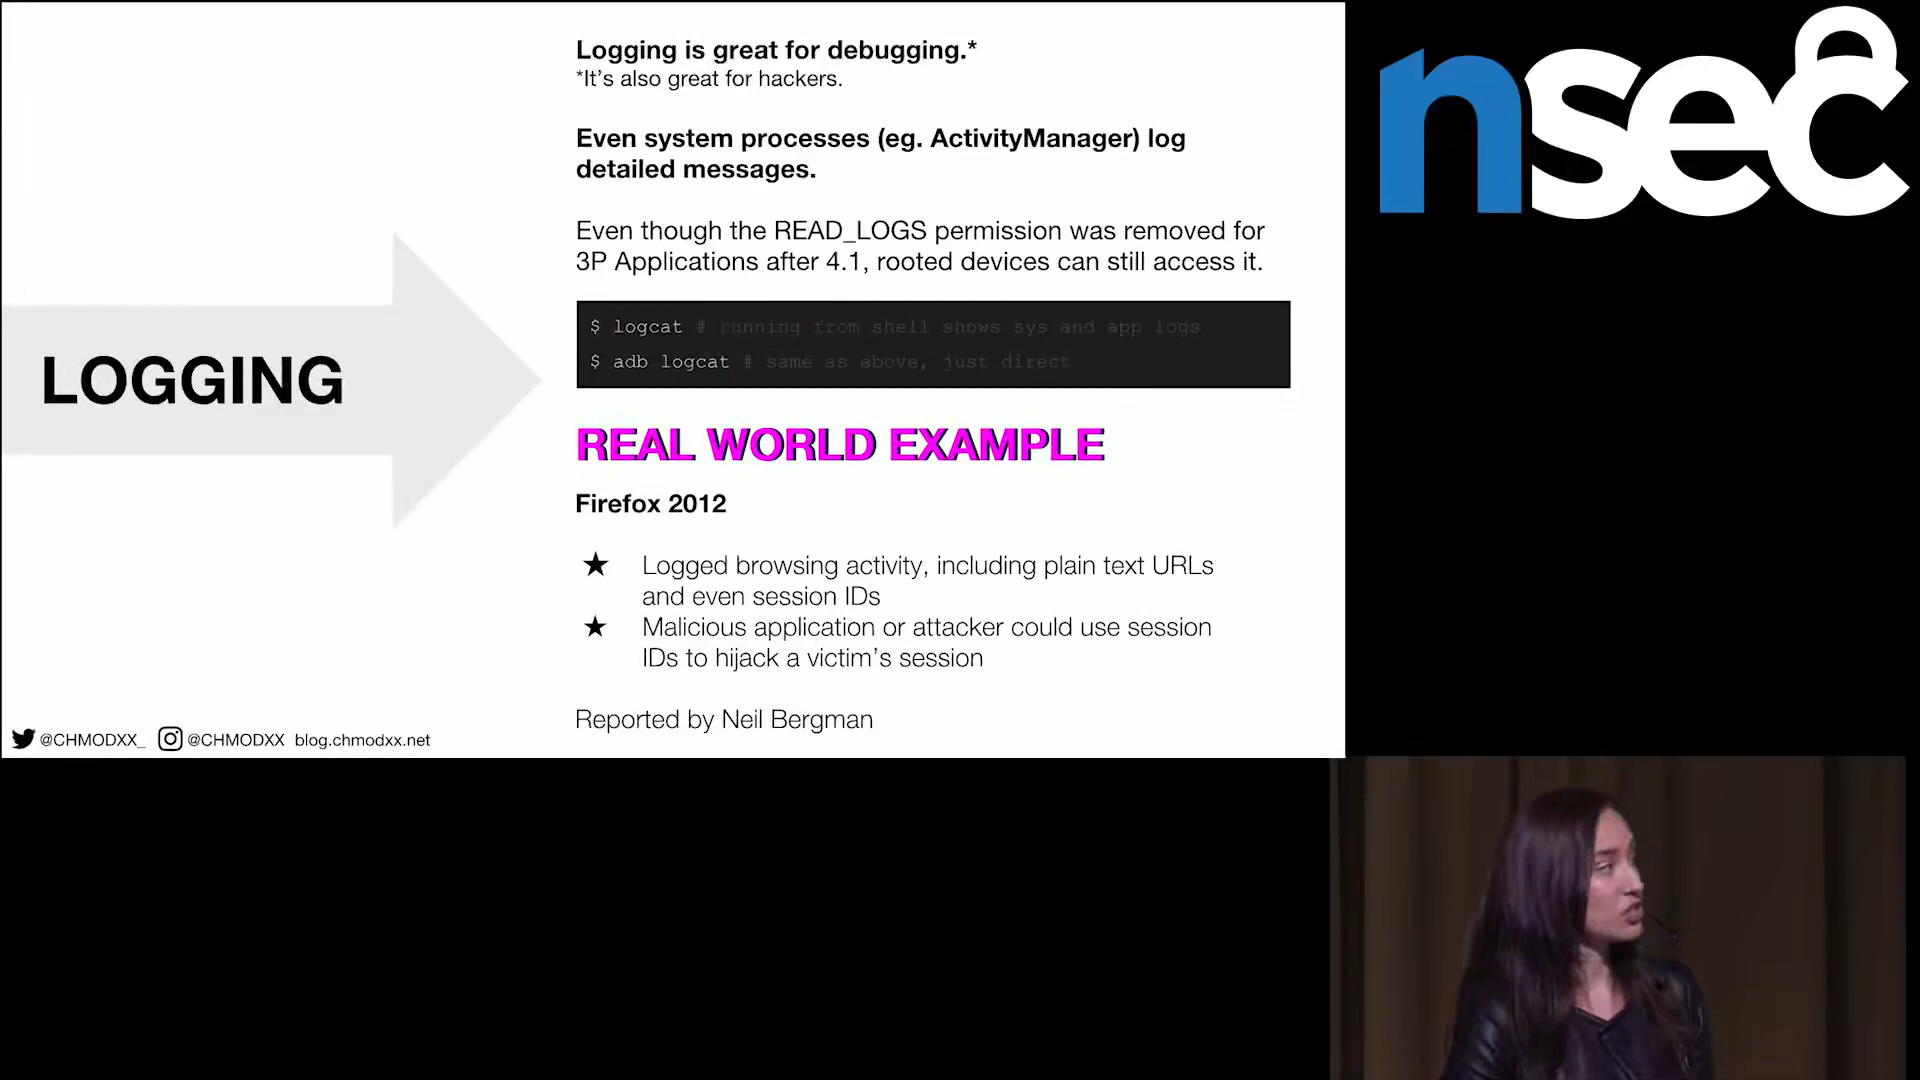 Logging is great for debugging.*
*It's also great for hackers.
Even system processes (eg. ActivityManager) log
detailed messages.
Even though the READ_LOGS permission was removed for
3P Applications after 4.1, rooted devices can still access it.
$ logcat # running from shell shows sys and app logs
$ adb logcat # same as above, just direct
LOGGING
REAL WORLD EXAMPLE
Firefox 2012
★ Logged browsing activity, including plain text URLs
and even session IDs
★ Malicious application or attacker could use session
IDs to hijack a victim's session
Reported by Neil Bergman
@CHMODXX_ @CHMODXX blog.chmodxx.net
nsec